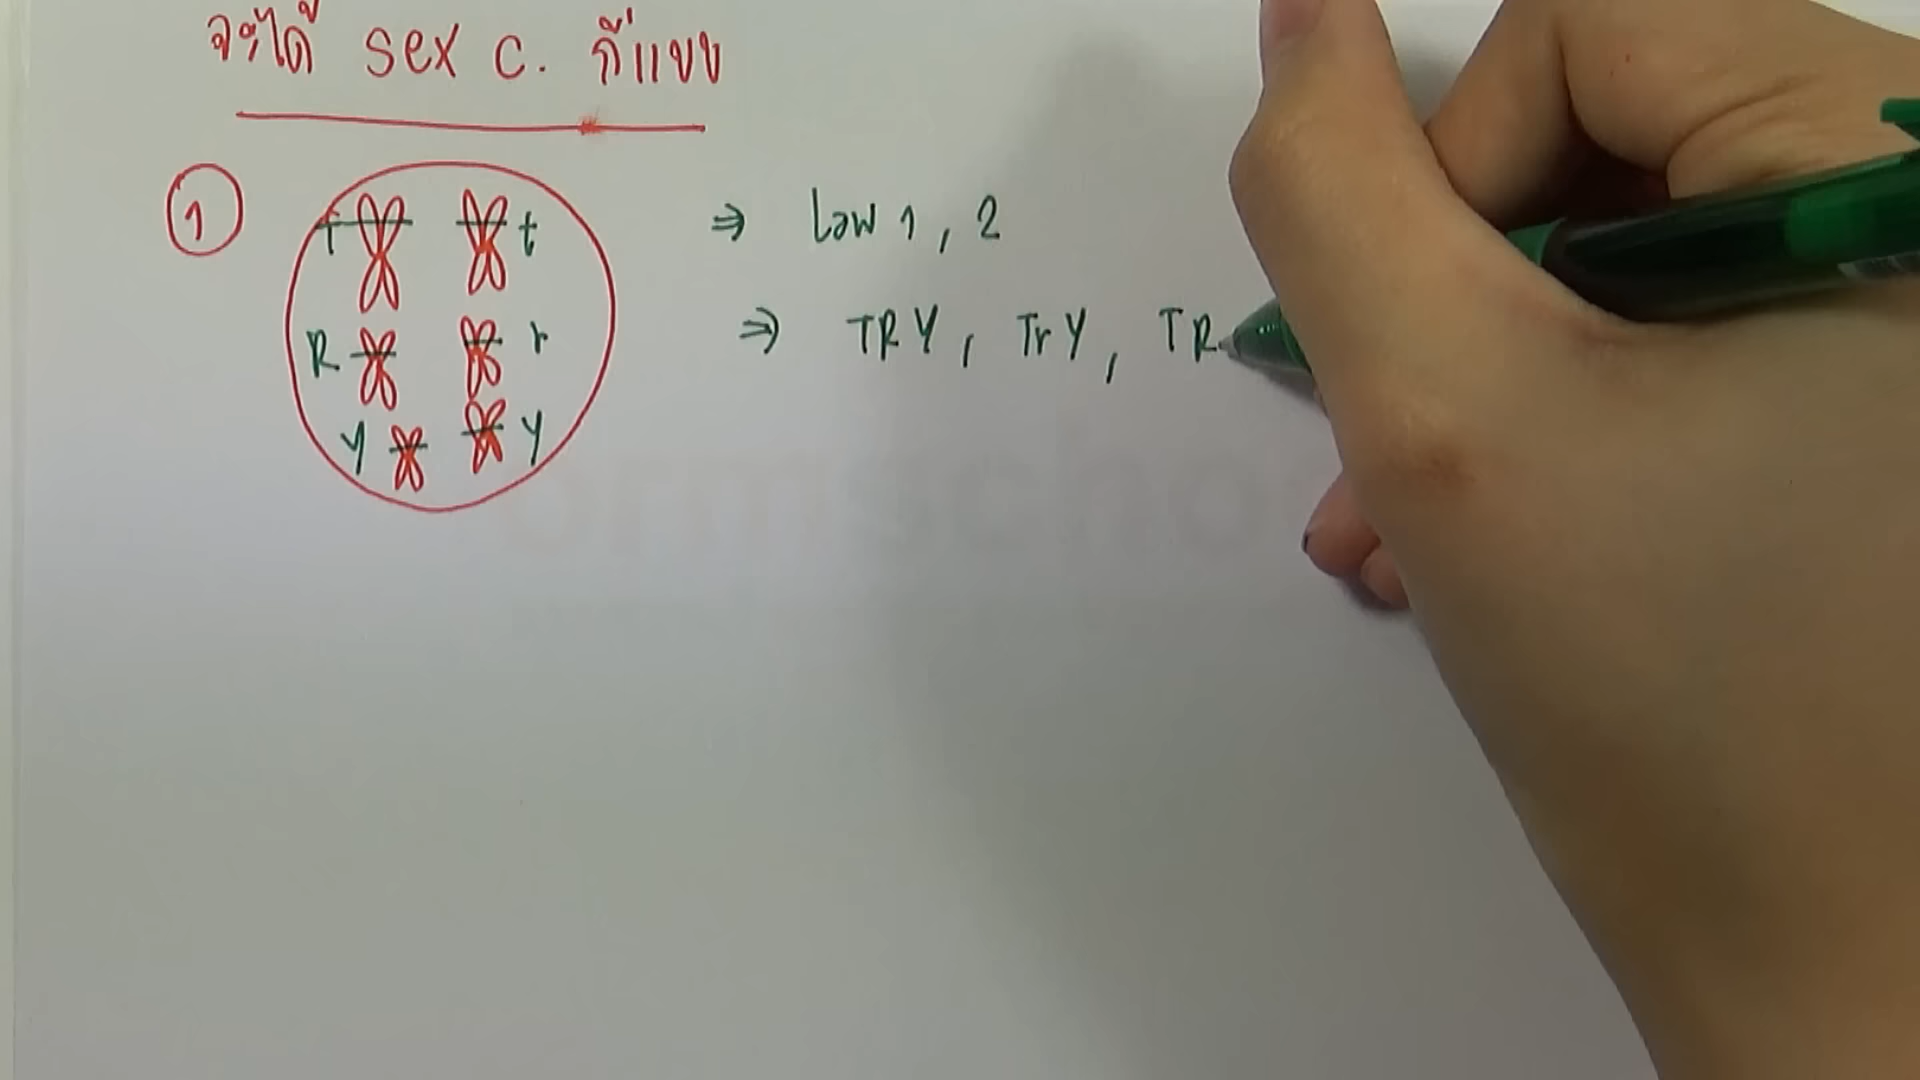 จะได้ sex c. กี่แบบ
1
T t
R r
y y
⇒ Law 1, 2
⇒ TRY, TrY, TR